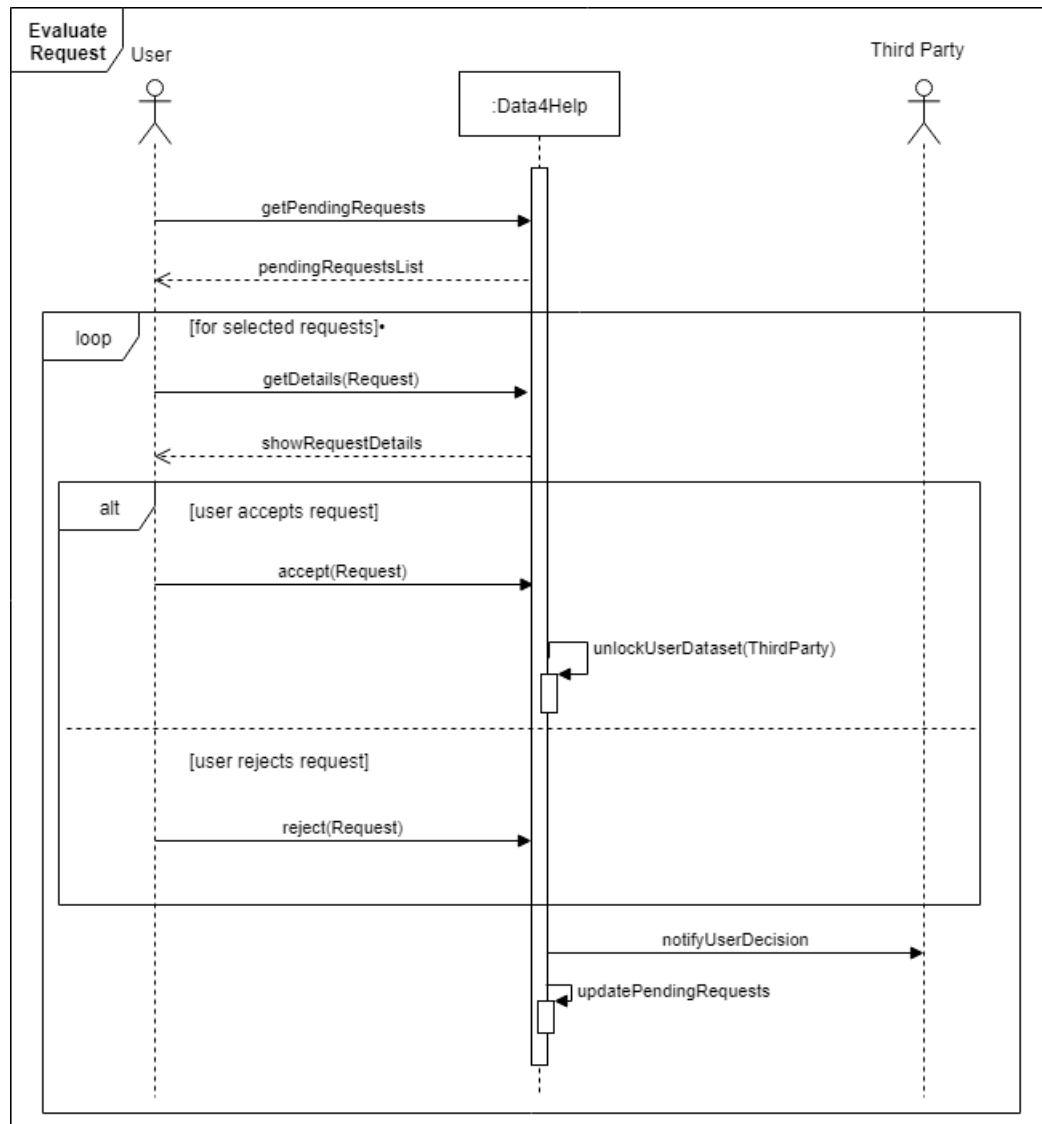 Evaluate
Request
User
Third Party
:Data4Help
getPendingRequests
pendingRequestsList
loop
[for selected requests]•
getDetails(Request)
showRequestDetails
alt
[user accepts request]
accept(Request)
unlockUserDataset(ThirdParty)
[user rejects request]
reject(Request)
notifyUserDecision
updatePendingRequests